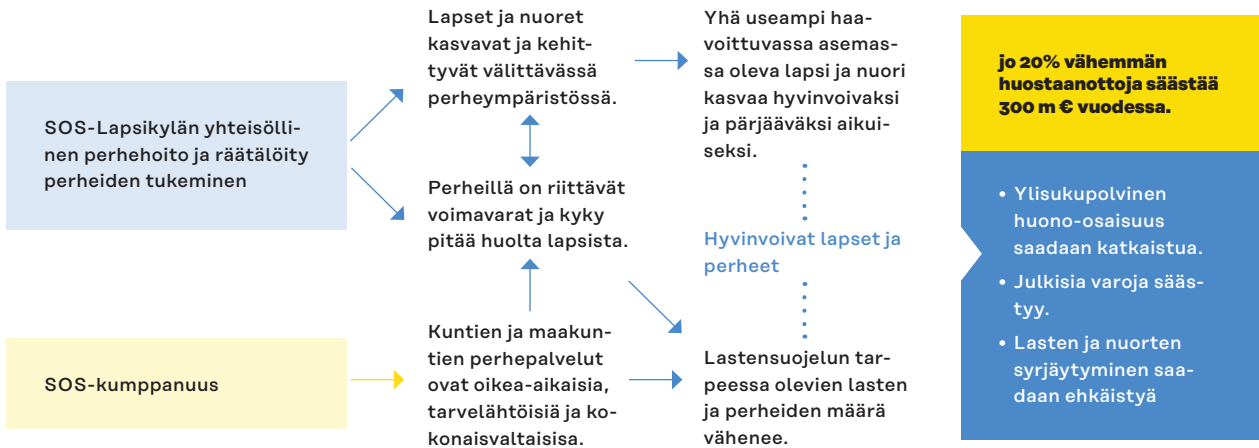 SOS-Lapsikylän yhteisölli-
nen perhehoito ja räätälöity
perheiden tukeminen
SOS-kumppanuus
Lapset ja nuoret
kasvavat ja kehit-
tyvät välittävässä
perheympäristössä.
Perheillä on riittävät
voimavarat ja kyky
pitää huolta lapsista.
Kuntien ja maakun-
tien perhepalvelut
ovat oikea-aikaisia,
tarvelähtöisiä ja ko-
konaisvaltaisisa.
Yhä useampi haa-
voittuvassa asemas-
sa oleva lapsi ja nuori
kasvaa hyvinvoivaksi
ja pärjääväksi aikui-
seksi.
Hyvinvoivat lapset ja
perheet
Lastensuojelun tar-
peessa olevien lasten
ja perheiden määrä
vähenee.
jo 20% vähemmän
huostaanottoja säästää
300 m € vuodessa.
• Ylisukupolvinen
huono-osaisuus
saadaan katkaistua.
• Julkisia varoja sääs-
tyy.
• Lasten ja nuorten
syrjäytyminen saa-
daan ehkäistyä